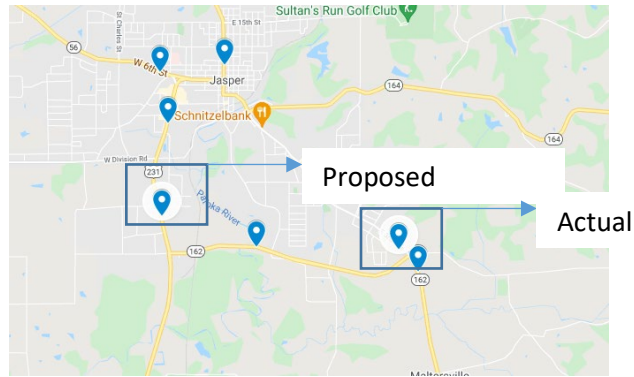 Sultan's Run Golf Club
St Charles St
E 15th St
56
W 6th St
Jasper
164
Schnitzelbank
164
W Division Rd
231
Proposed
Patoka River
Actual
162
162